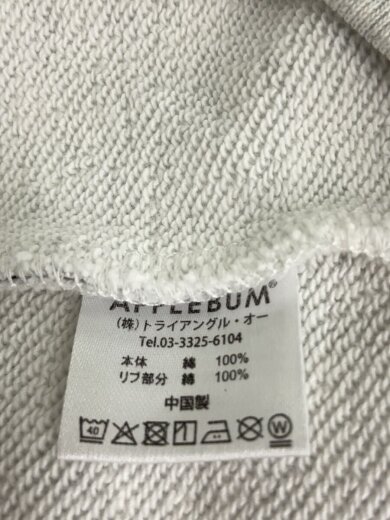 APPLEBUM®
(株)トライアングル・オー
Tel.03-3325-6104
本体 綿 100%
リブ部分 綿 100%
中国製
40 W